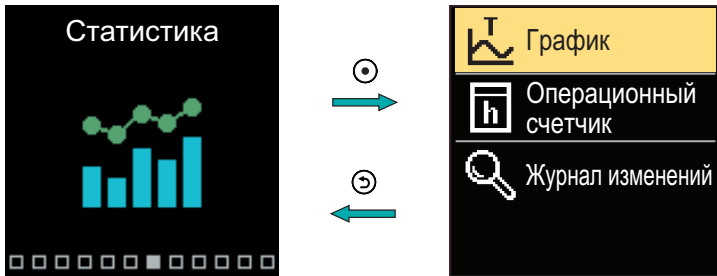 Статистика
T
График
h
Операционный
счетчик
Журнал изменений